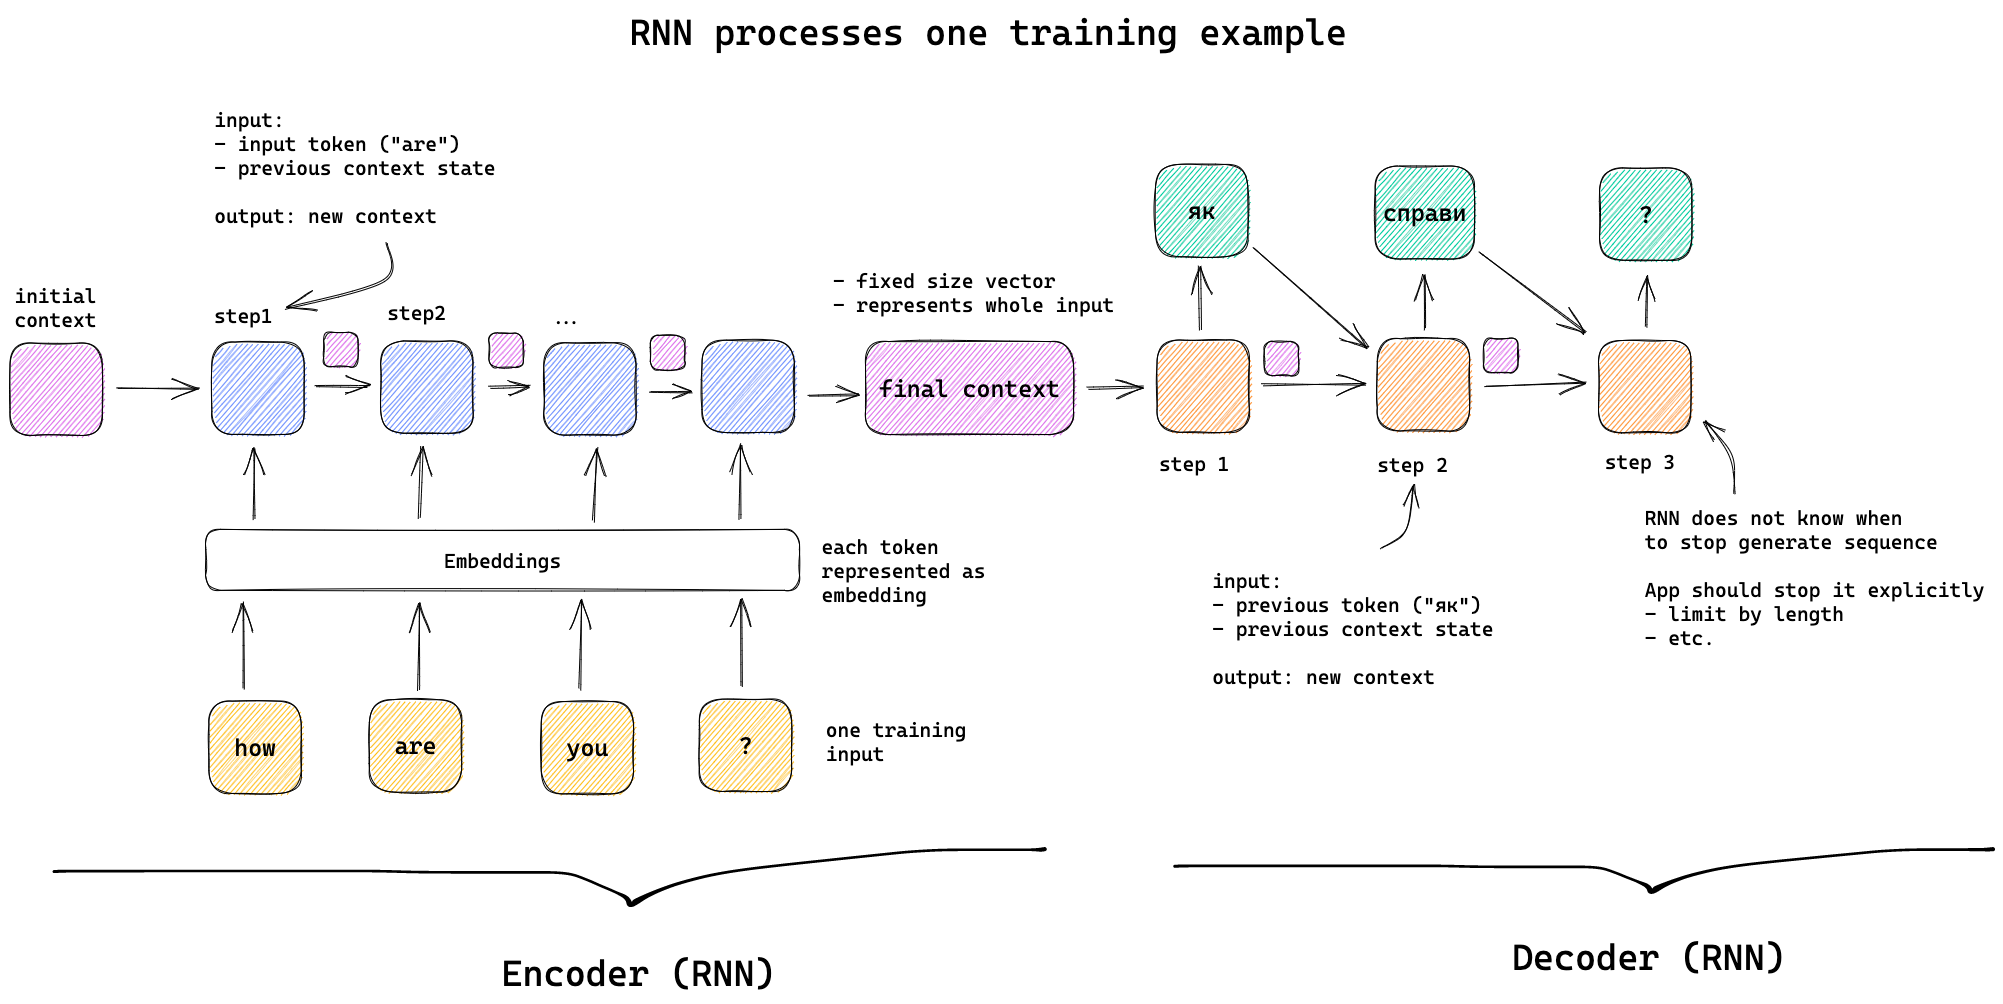 RNN processes one training example
input:
- input token ("are")
- previous context state
output: new context
initial
context
step1
step2
...
- fixed size vector
- represents whole input
final context
Embeddings
each token
represented as
embedding
how
are
you
?
one training
input
Encoder (RNN)
як
справи
?
step 1
step 2
step 3
input:
- previous token ("як")
- previous context state
output: new context
RNN does not know when
to stop generate sequence
App should stop it explicitly
- limit by length
- etc.
Decoder (RNN)